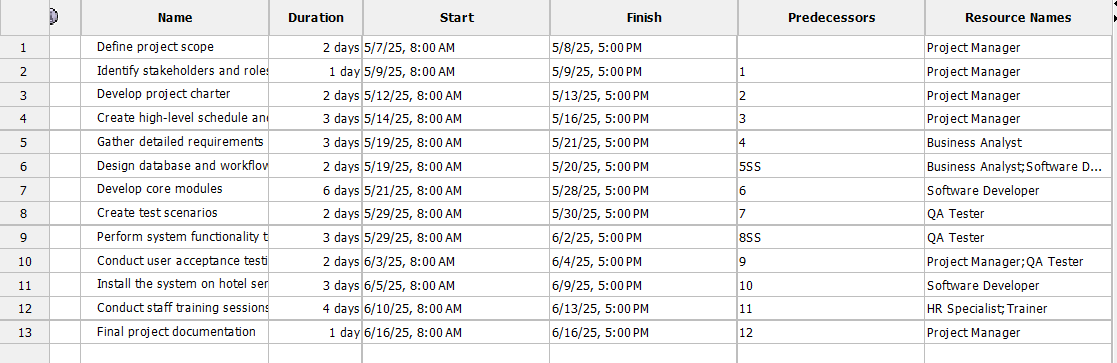 Name Duration Start Finish Predecessors Resource Names
1 Define project scope 2 days 5/7/25, 8:00 AM 5/8/25, 5:00 PM Project Manager
2 Identify stakeholders and roles 1 day 5/9/25, 8:00 AM 5/9/25, 5:00 PM 1 Project Manager
3 Develop project charter 2 days 5/12/25, 8:00 AM 5/13/25, 5:00 PM 2 Project Manager
4 Create high-level schedule and 3 days 5/14/25, 8:00 AM 5/16/25, 5:00 PM 3 Project Manager
5 Gather detailed requirements 3 days 5/19/25, 8:00 AM 5/21/25, 5:00 PM 4 Business Analyst
6 Design database and workflow 2 days 5/19/25, 8:00 AM 5/20/25, 5:00 PM 5SS Business Analyst;Software D...
7 Develop core modules 6 days 5/21/25, 8:00 AM 5/28/25, 5:00 PM 6 Software Developer
8 Create test scenarios 2 days 5/29/25, 8:00 AM 5/30/25, 5:00 PM 7 QA Tester
9 Perform system functionality t 3 days 5/29/25, 8:00 AM 6/2/25, 5:00 PM 8SS QA Tester
10 Conduct user acceptance testi 2 days 6/3/25, 8:00 AM 6/4/25, 5:00 PM 9 Project Manager;QA Tester
11 Install the system on hotel ser 3 days 6/5/25, 8:00 AM 6/9/25, 5:00 PM 10 Software Developer
12 Conduct staff training sessions 4 days 6/10/25, 8:00 AM 6/13/25, 5:00 PM 11 HR Specialist;Trainer
13 Final project documentation 1 day 6/16/25, 8:00 AM 6/16/25, 5:00 PM 12 Project Manager